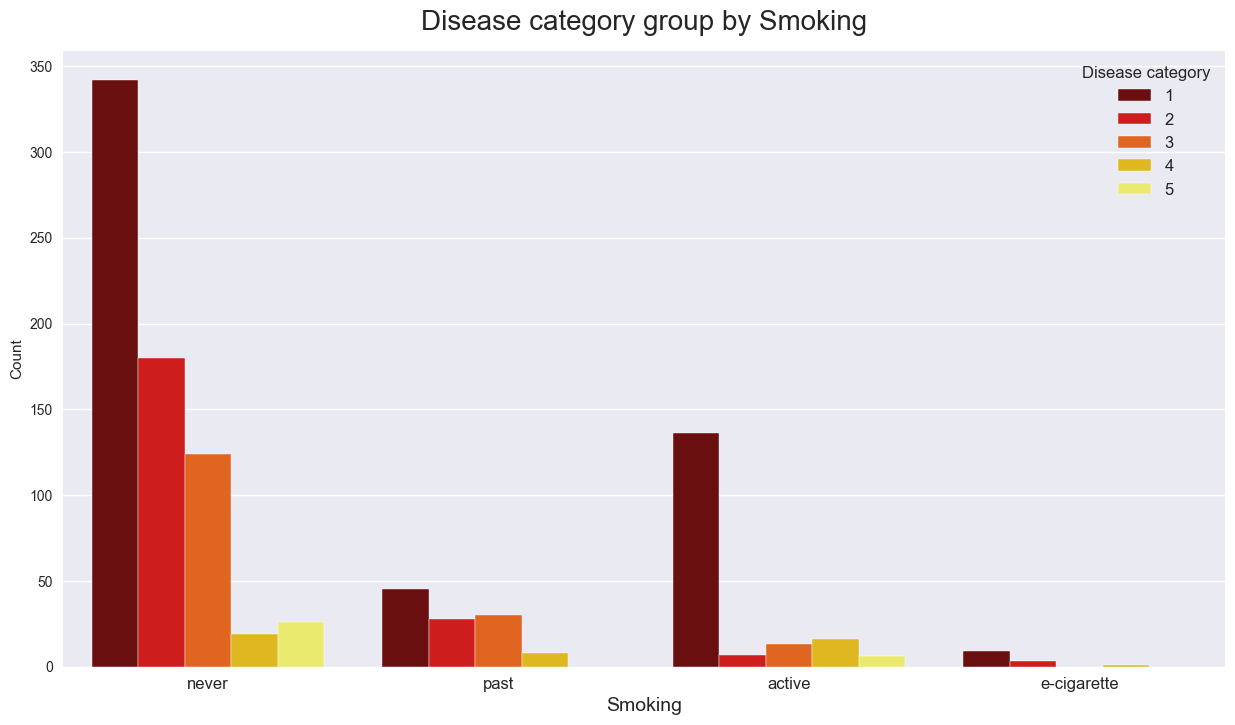 Disease category group by Smoking
Disease category
1
2
3
4
5
350
300
250
200
150
100
50
0
Count
never past active e-cigarette
Smoking